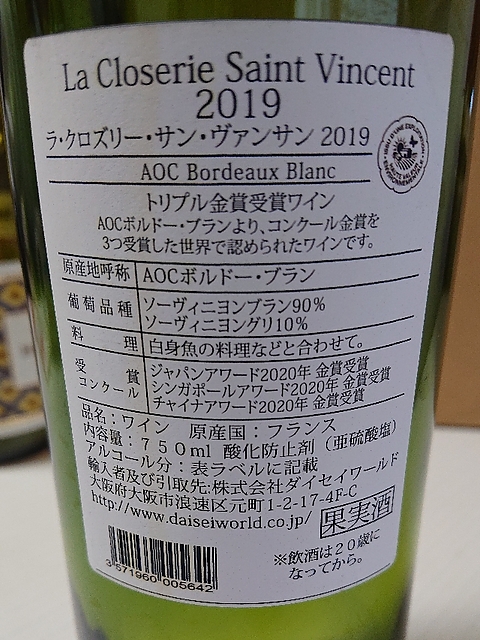 La Closerie Saint Vincent
2019
ラ・クロズリー・サン・ヴァンサン 2019
AOC Bordeaux Blanc
トリプル金賞受賞ワイン
AOCボルドー・ブランより、コンクール金賞を
3つ受賞した世界で認められたワインです。
原産地呼称 AOCボルドー・ブラン
葡萄品種 ソーヴィニヨンブラン90%
ソーヴィニヨングリ10%
料理 白身魚の料理などと合わせて。
受賞 ジャパンアワード2020年 金賞受賞
コンクール シンガポールアワード2020年 金賞受賞
チャイナアワード2020年 金賞受賞
品名：ワイン 原産国：フランス
内容量：750ml 酸化防止剤（亜硫酸塩）
アルコール分：表ラベルに記載
輸入者及び引取先:株式会社ダイセイワールド
大阪府大阪市浪速区元町1-2-17-4F-C
http://www.daiseiworld.co.jp/
果実酒
3 571960 005642
※飲酒は20歳に
なってから。